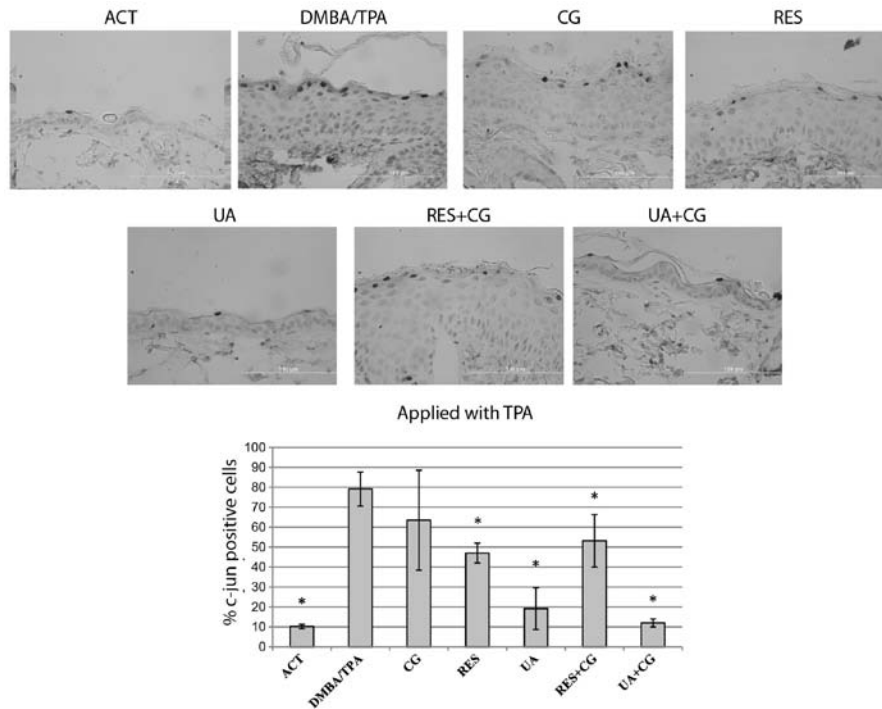 ACT DMBA/TPA CG RES
UA RES+CG UA+CG
Applied with TPA
% c-jun positive cells
100
90
80
70
60
50
40
30
20
10
0
* * * * *
ACT DMBA/TPA CG RES UA RES+CG UA+CG